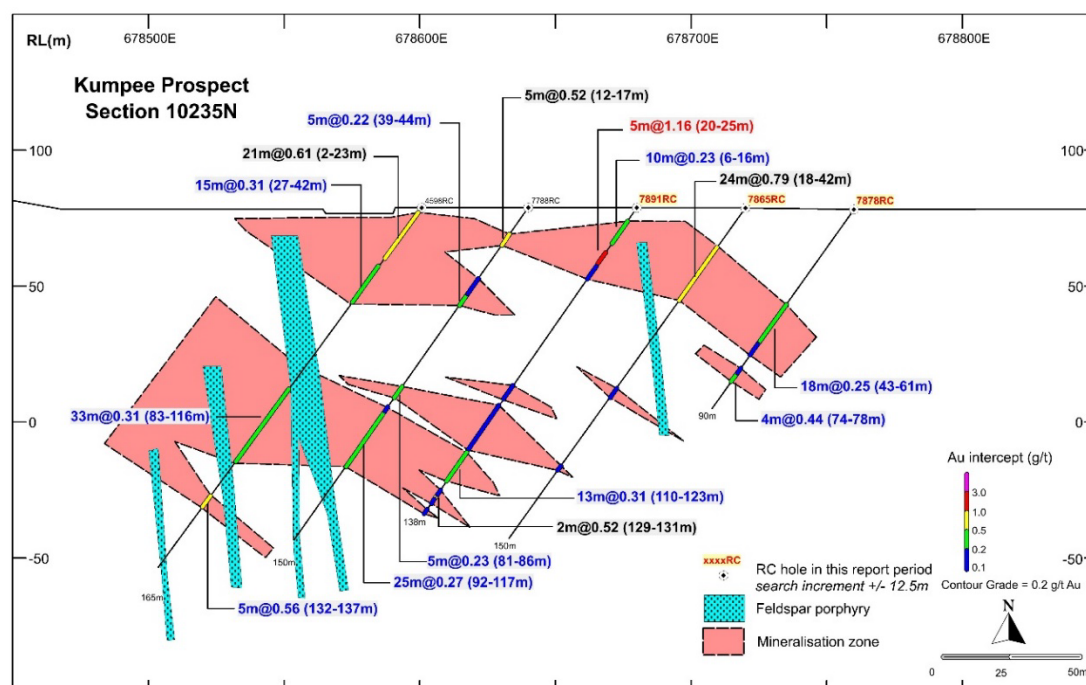 678500E
678600E
678700E
678800E
RL(m)
Kumpee Prospect
Section 10235N
5m@0.52 (12-17m)
5m@0.22 (39-44m)
5m@1.16 (20-25m)
21m@0.61 (2-23m)
10m@0.23 (6-16m)
15m@0.31 (27-42m)
24m@0.79 (18-42m)
100
100
4598RC
7788RC
7891RC
7865RC
7878RC
50
50
90m
18m@0.25 (43-61m)
33m@0.31 (83-116m)
4m@0.44 (74-78m)
0
0
13m@0.31 (110-123m)
138m
2m@0.52 (129-131m)
150m
150m
-50
-50
5m@0.23 (81-86m)
25m@0.27 (92-117m)
165m
5m@0.56 (132-137m)
Au intercept (g/t)
3.0
1.0
0.5
0.2
0.1
Contour Grade = 0.2 g/t Au
xxxxRC
RC hole in this report period
search increment +/- 12.5m
Feldspar porphyry
Mineralisation zone
N
0 25 50m